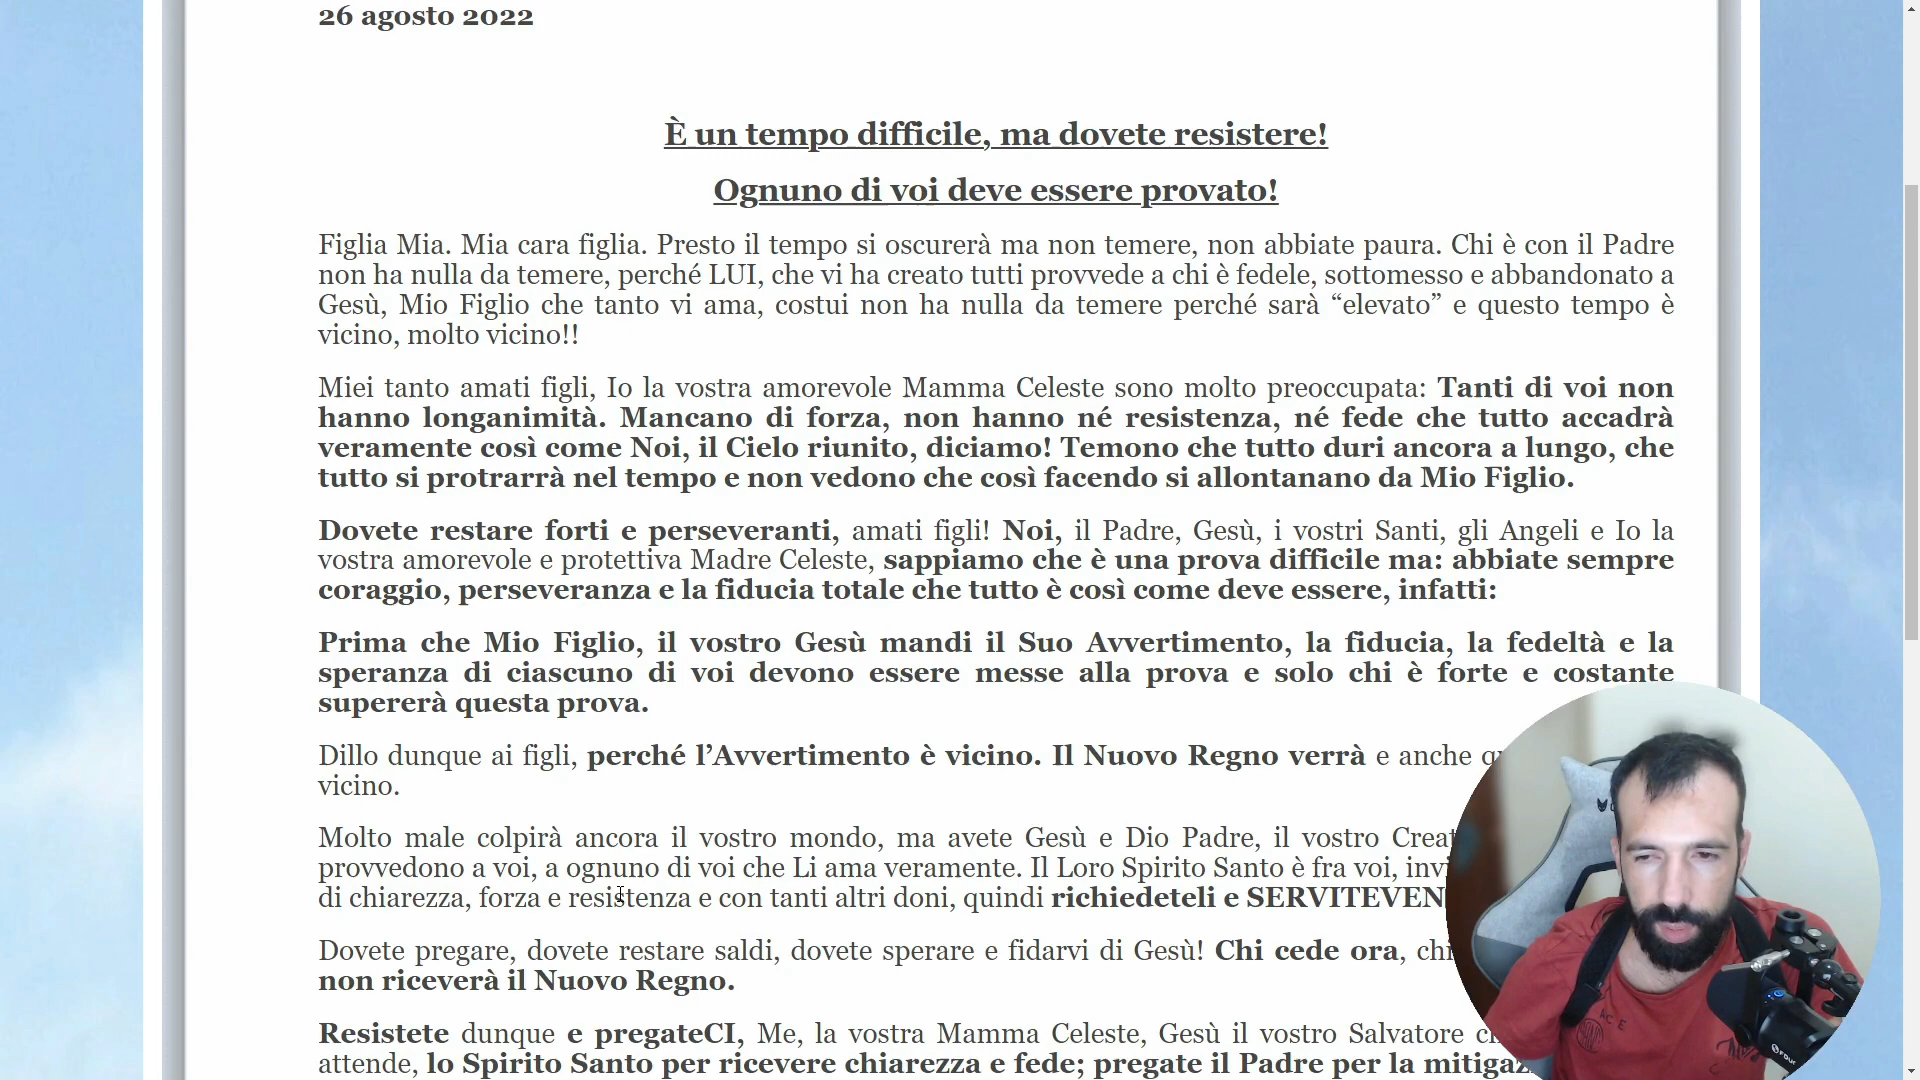 26 agosto 2022
È un tempo difficile, ma dovete resistere!
Ognuno di voi deve essere provato!
Figlia Mia. Mia cara figlia. Presto il tempo si oscurerà ma non temere, non abbiate paura. Chi è con il Padre
non ha nulla da temere, perché LUI, che vi ha creato tutti provvede a chi è fedele, sottomesso e abbandonato a
Gesù, Mio Figlio che tanto vi ama, costui non ha nulla da temere perché sarà “elevato” e questo tempo è
vicino, molto vicino!!
Miei tanto amati figli, Io la vostra amorevole Mamma Celeste sono molto preoccupata: Tanti di voi non
hanno longanimità. Mancano di forza, non hanno né resistenza, né fede che tutto accadrà
veramente così come Noi, il Cielo riunito, diciamo! Temono che tutto duri ancora a lungo, che
tutto si protrarrà nel tempo e non vedono che così facendo si allontanano da Mio Figlio.
Dovete restare forti e perseveranti, amati figli! Noi, il Padre, Gesù, i vostri Santi, gli Angeli e Io la
vostra amorevole e protettiva Madre Celeste, sappiamo che è una prova difficile ma: abbiate sempre
coraggio, perseveranza e la fiducia totale che tutto è così come deve essere, infatti:
Prima che Mio Figlio, il vostro Gesù mandi il Suo Avvertimento, la fiducia, la fedeltà e la
speranza di ciascuno di voi devono essere messe alla prova e solo chi è forte e costante
supererà questa prova.
Dillo dunque ai figli, perché l’Avvertimento è vicino. Il Nuovo Regno verrà e anche
vicino.
Molto male colpirà ancora il vostro mondo, ma avete Gesù e Dio Padre, il vostro
provvedono a voi, a ognuno di voi che Li ama veramente. Il Loro Spirito Santo è fra voi,
di chiarezza, forza e resistenza e con tanti altri doni, quindi richiedeteli e
Dovete pregare, dovete restare saldi, dovete sperare e fidarvi di Gesù! Chi cede ora,
non riceverà il Nuovo Regno.
Resistete dunque e pregateCI, Me, la vostra Mamma Celeste, Gesù il vostro Salvatore
attende, lo Spirito Santo per ricevere chiarezza e fede; pregate il Padre per la